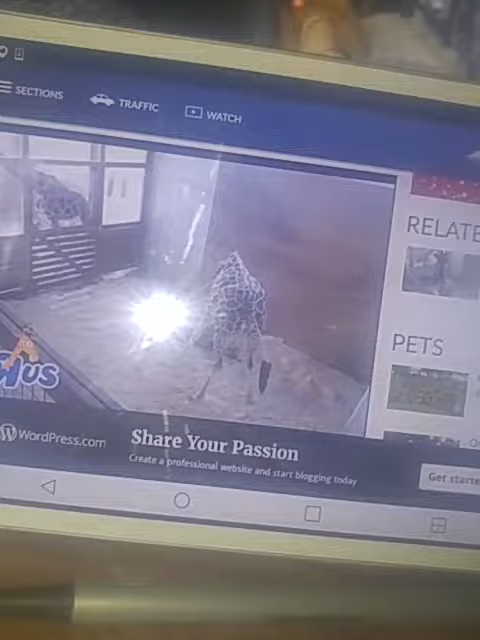 SECTIONS
TRAFFIC
WATCH
RELATE
PETS
WordPress.com
Share Your Passion
Create a professional website and start blogging today
Get starte